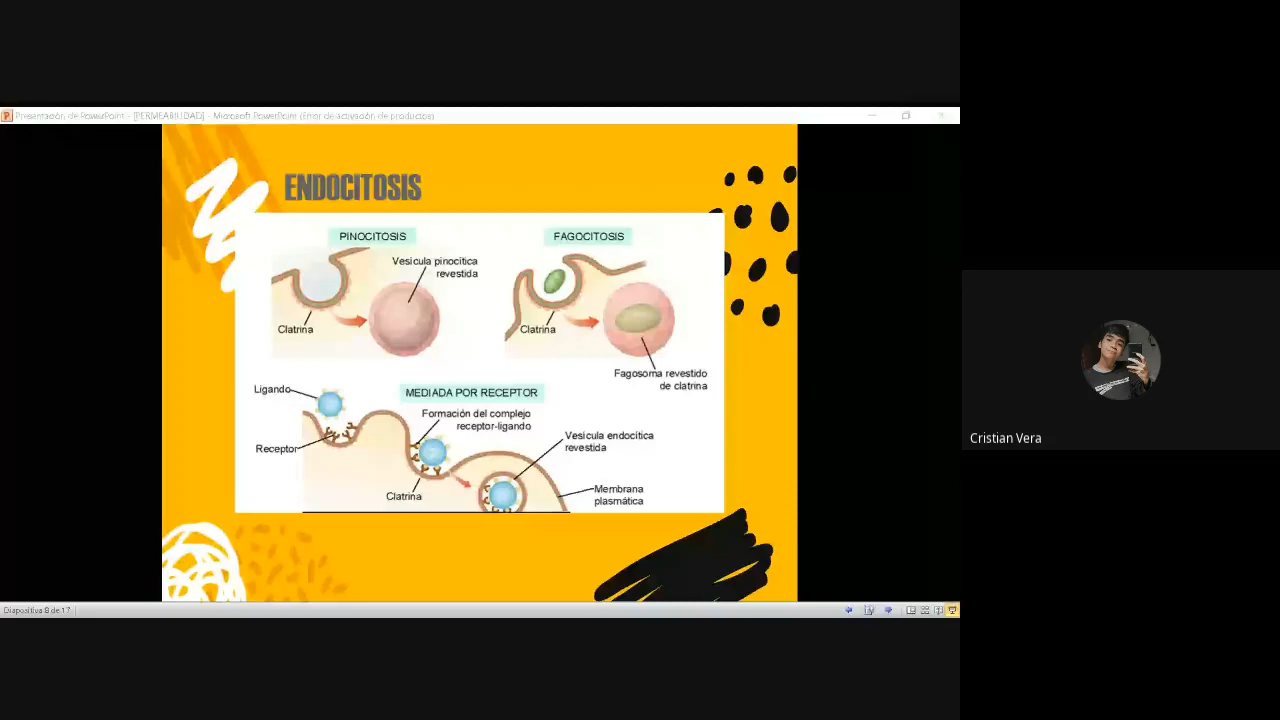 Presentación de PowerPoint - [PERMEABILIDAD] - Microsoft PowerPoint (Error de activación de productos)
ENDOCITOSIS
PINOCITOSIS
FAGOCITOSIS
Vesícula pinocítica
revestida
Clatrina
Clatrina
Fagosoma revestido
de clatrina
Ligando
MEDIADA POR RECEPTOR
Formación del complejo
receptor-ligando
Receptor
Vesícula endocítica
revestida
Clatrina
Membrana
plasmática
Cristian Vera
Diapositiva 8 de 17